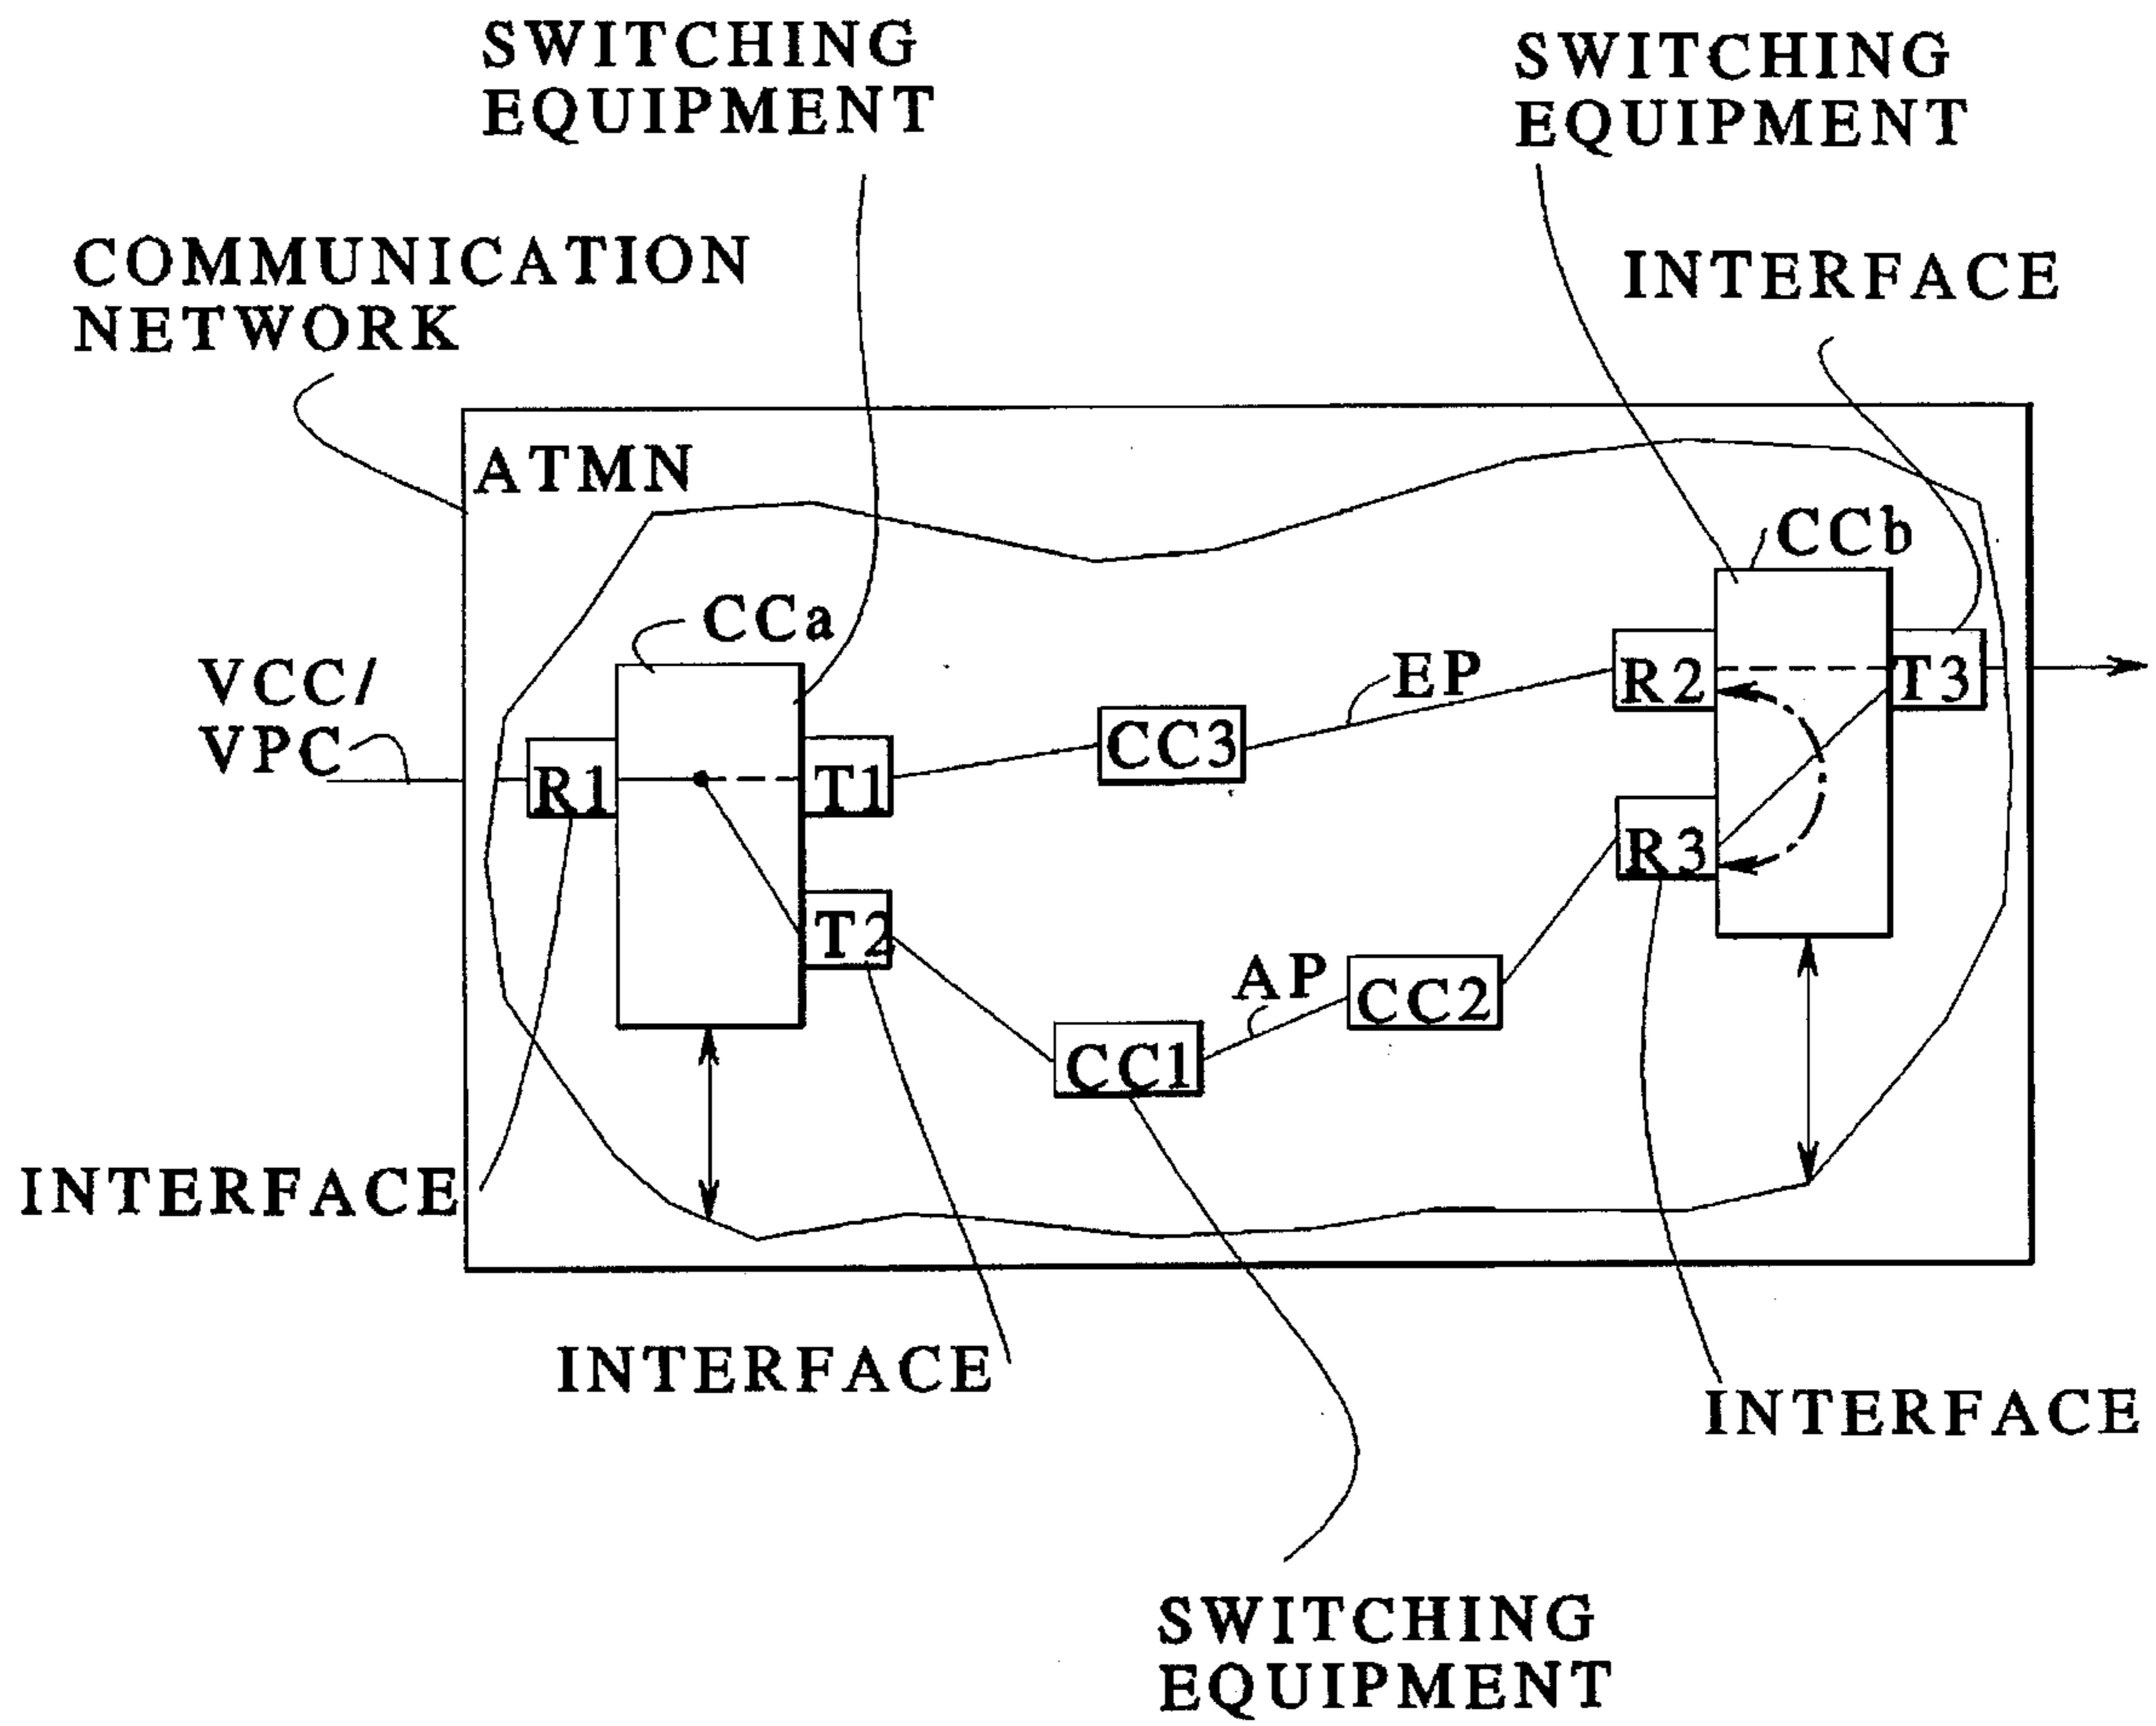 SWITCHING
EQUIPMENT
SWITCHING
EQUIPMENT
COMMUNICATION
NETWORK
INTERFACE
ATMN
CCb
CCa
VCC/
VPC
EP
R2
T3
CC3
R1
T1
R3
T2
AP
CC2
CC1
INTERFACE
INTERFACE
INTERFACE
SWITCHING
EQUIPMENT